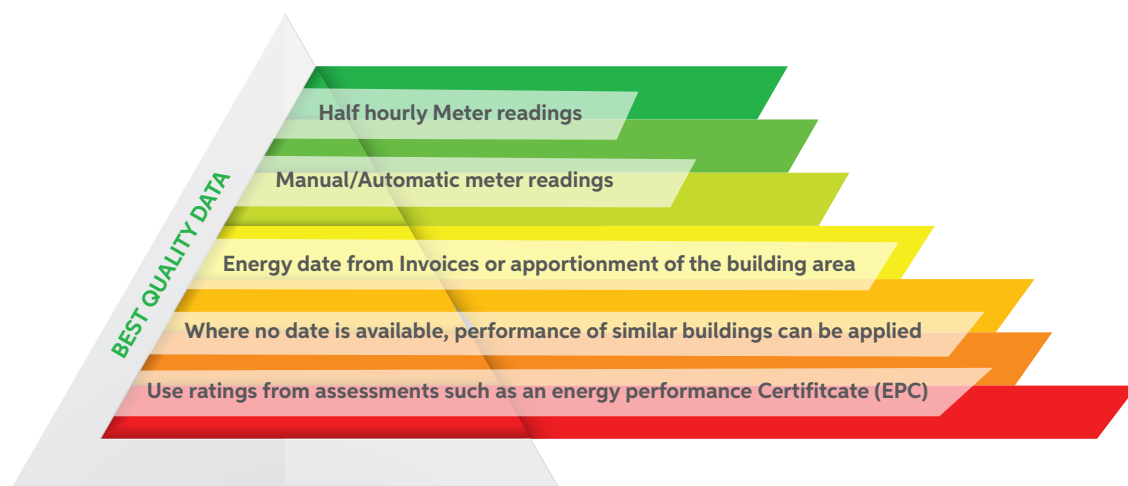 BEST QUALITY DATA
Half hourly Meter readings
Manual/Automatic meter readings
Energy date from Invoices or apportionment of the building area
Where no date is available, performance of similar buildings can be applied
Use ratings from assessments such as an energy performance Certifitcate (EPC)